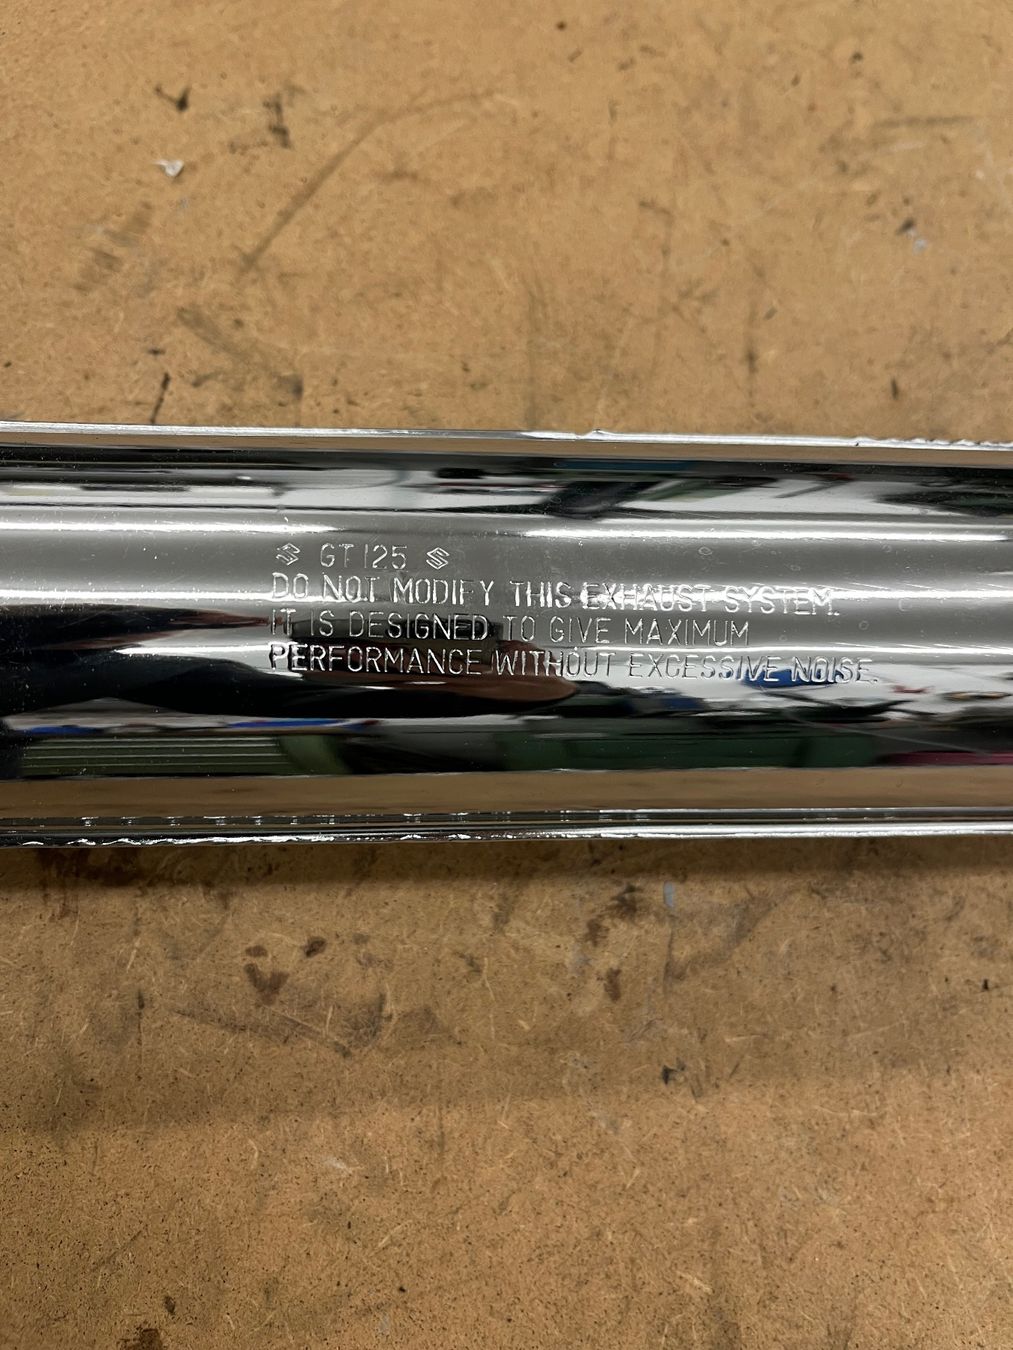 GT125
DO NOT MODIFY THIS EXHAUST SYSTEM.
IT IS DESIGNED TO GIVE MAXIMUM
PERFORMANCE WITHOUT EXCESSIVE NOISE.